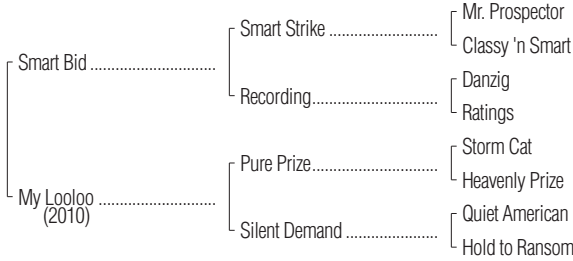 Mr. Prospector
Smart Strike ........................
Classy 'n Smart
Smart Bid ............................
Danzig
Recording............................
Ratings
Storm Cat
Pure Prize............................
Heavenly Prize
My Looloo ..........................
(2010)
Quiet American
Silent Demand ....................
Hold to Ransom